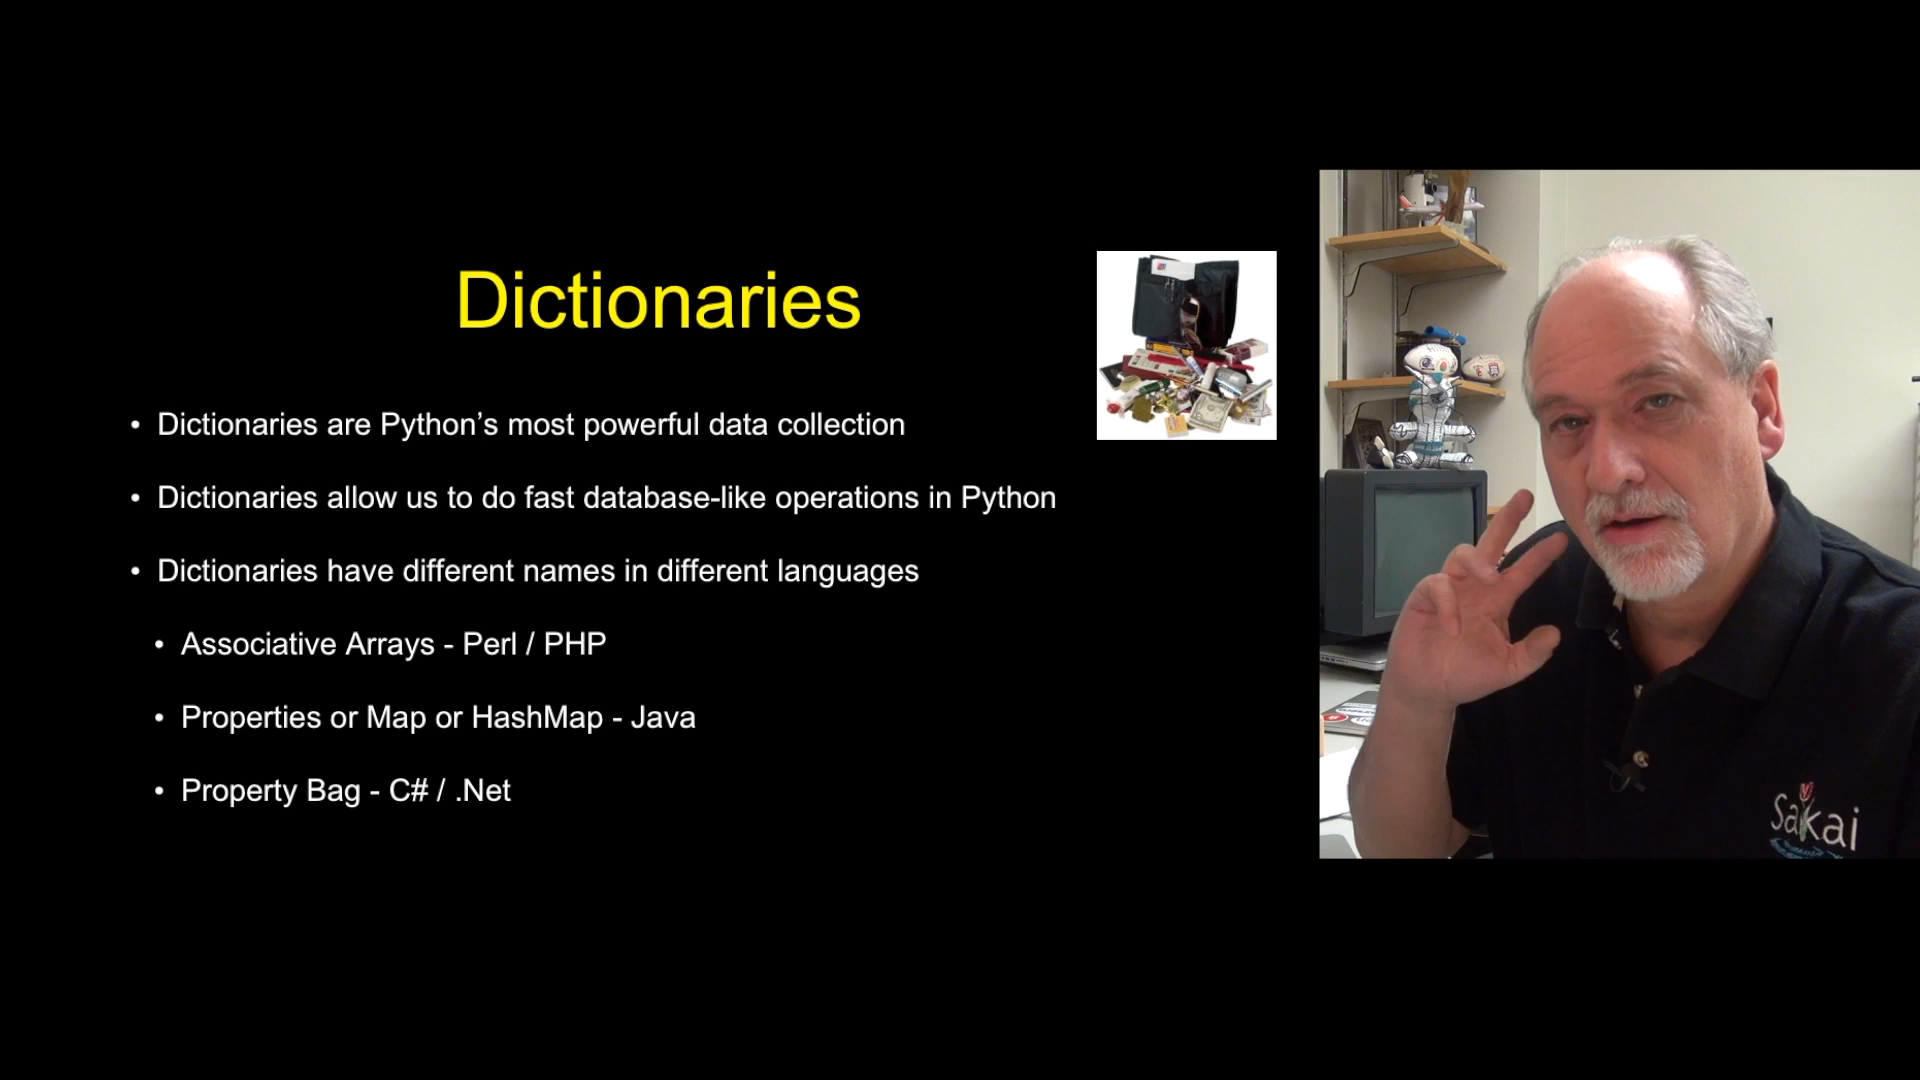 Dictionaries
• Dictionaries are Python’s most powerful data collection
• Dictionaries allow us to do fast database-like operations in Python
• Dictionaries have different names in different languages
• Associative Arrays - Perl / PHP
• Properties or Map or HashMap - Java
• Property Bag - C# / .Net
Sakai